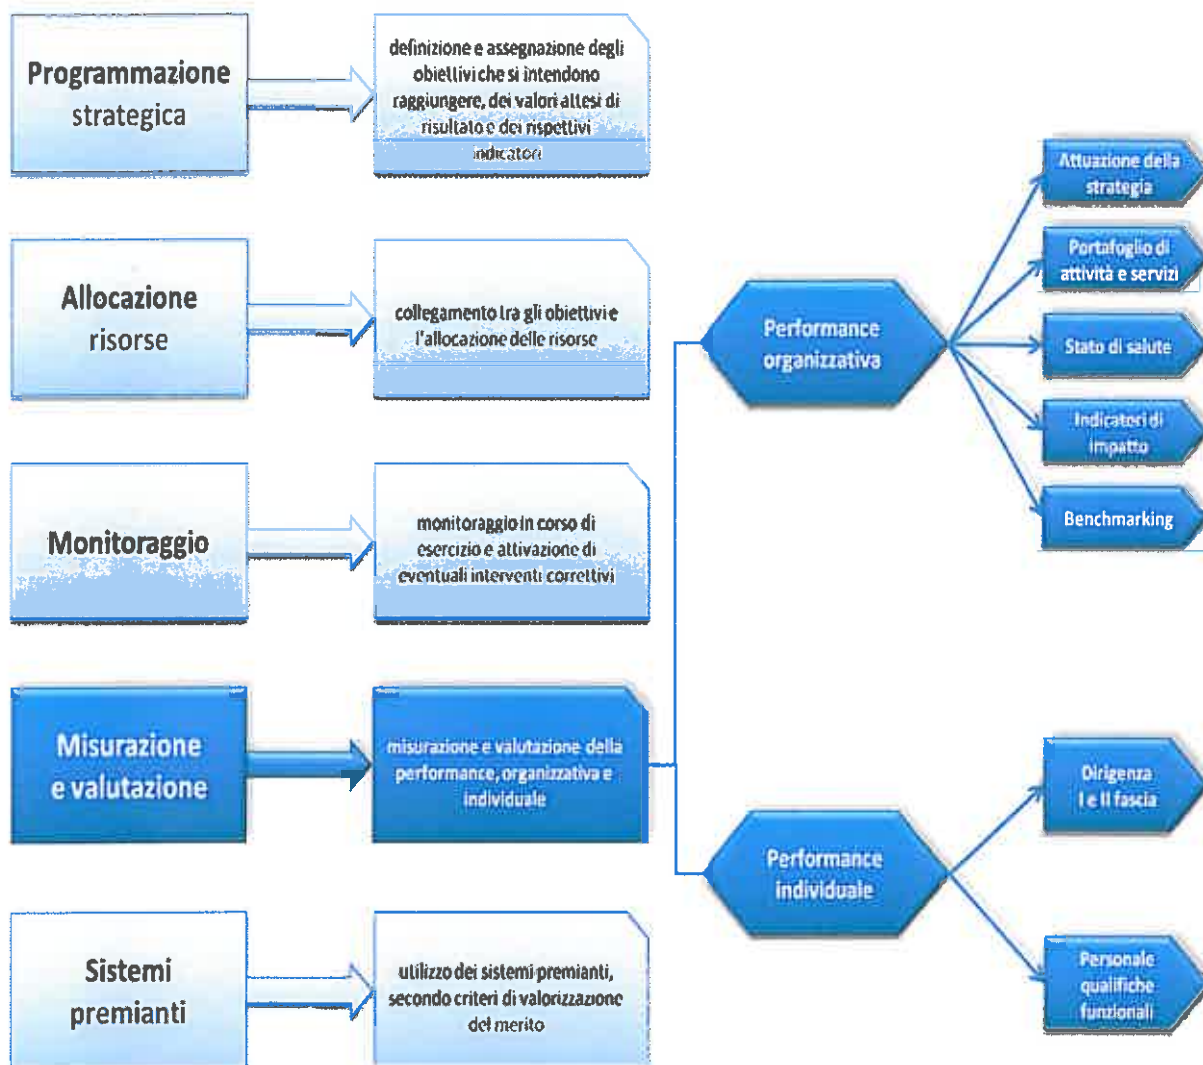 Programmazione
strategica
definizione e assegnazione degli
obiettivi che si intendono
raggiungere, dei valori attesi di
risultato e dei rispettivi
indicatori
Allocazione
risorse
collegamento tra gli obiettivi e
l'allocazione delle risorse
Monitoraggio
monitoraggio in corso di
esercizio e attivazione di
eventuali interventi correttivi
Misurazione
e valutazione
misurazione e valutazione della
performance, organizzativa e
individuale
Sistemi
premianti
utilizzo dei sistemi premianti,
secondo criteri di valorizzazione
del merito
Performance
organizzativa
Attuazione della
strategia
Portafoglio di
attività e servizi
Stato di salute
Indicatori di
impatto
Benchmarking
Performance
individuale
Dirigenza
I e II fascia
Personale
qualifiche
funzionali